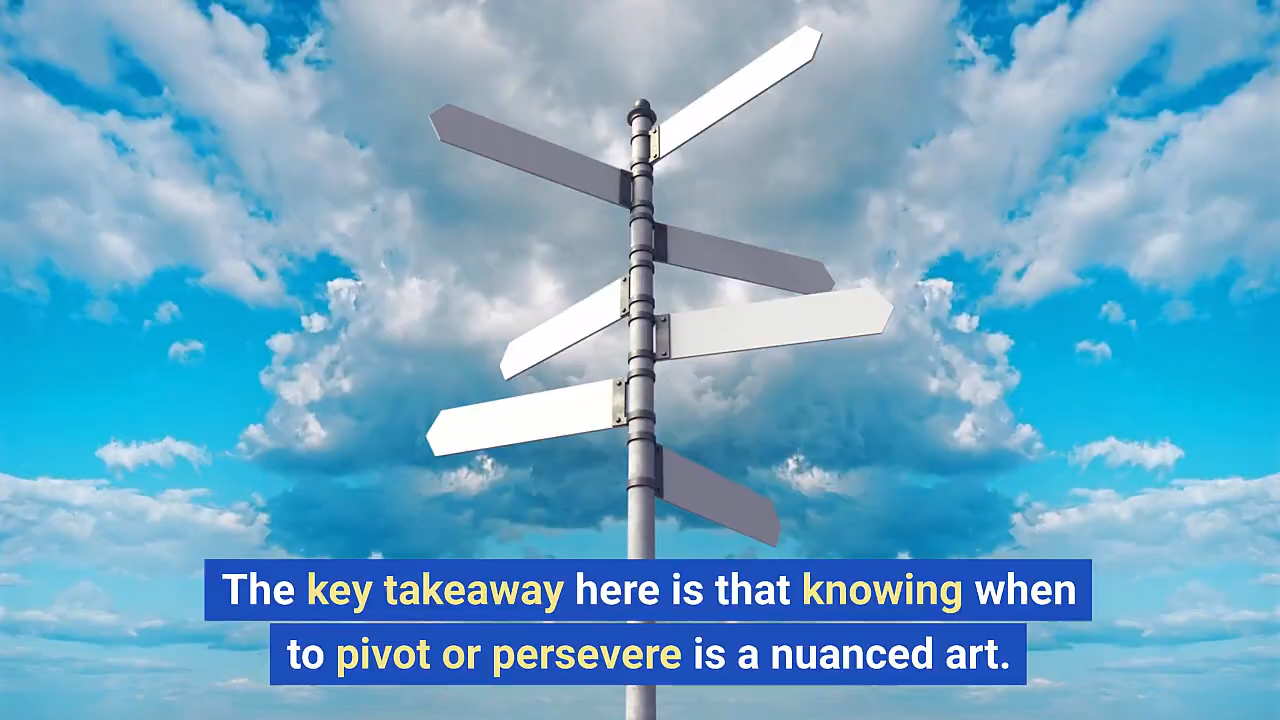 The key takeaway here is that knowing when
to pivot or persevere is a nuanced art.